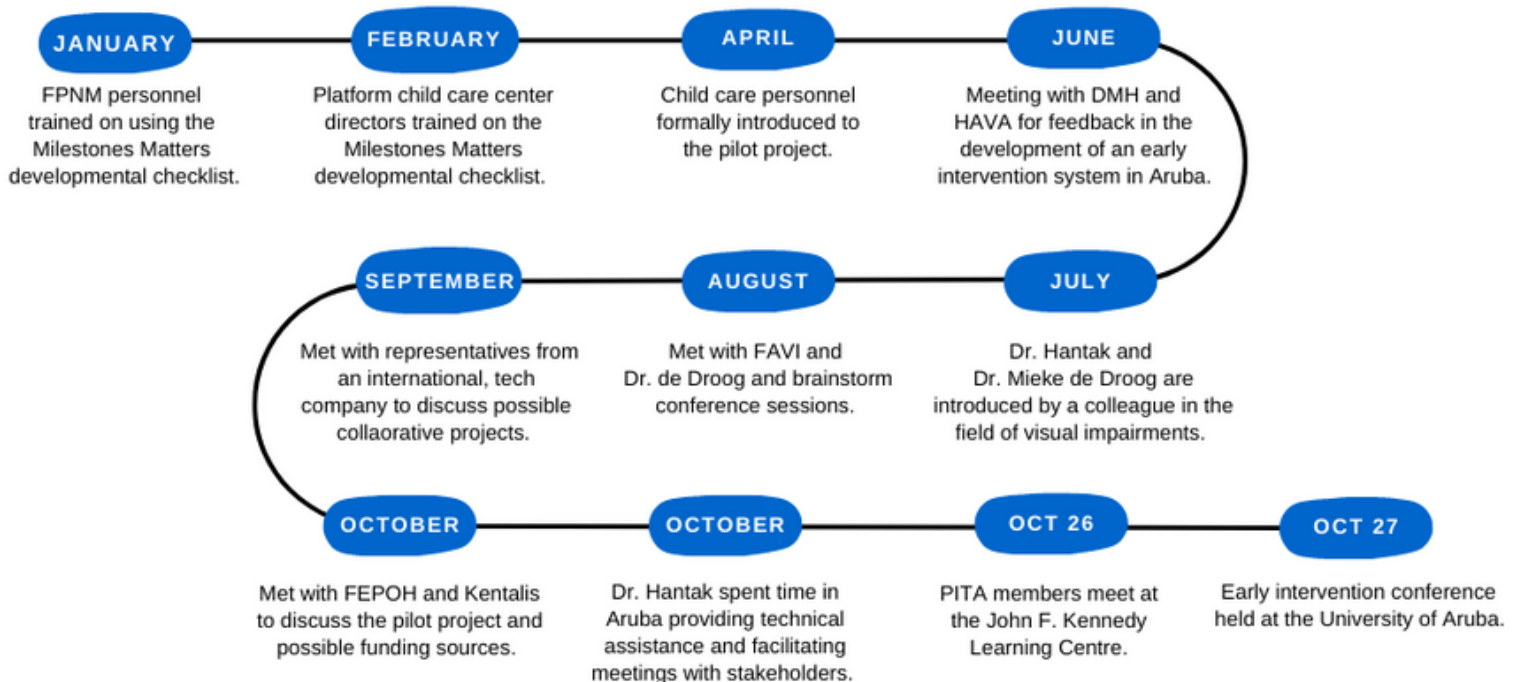 JANUARY
FPNM personnel
trained on using the
Milestones Matters
developmental checklist.
FEBRUARY
Platform child care center
directors trained on the
Milestones Matters
developmental checklist.
APRIL
Child care personnel
formally introduced to
the pilot project.
JUNE
Meeting with DMH and
HAVA for feedback in the
development of an early
intervention system in Aruba.
JULY
Dr. Hantak and
Dr. Mieke de Droog are
introduced by a colleague in the
field of visual impairments.
AUGUST
Met with FAVI and
Dr. de Droog and brainstorm
conference sessions.
SEPTEMBER
Met with representatives from
an international, tech
company to discuss possible
collaorative projects.
OCTOBER
Met with FEPOH and Kentalis
to discuss the pilot project and
possible funding sources.
OCTOBER
Dr. Hantak spent time in
Aruba providing technical
assistance and facilitating
meetings with stakeholders.
OCT 26
PITA members meet at
the John F. Kennedy
Learning Centre.
OCT 27
Early intervention conference
held at the University of Aruba.